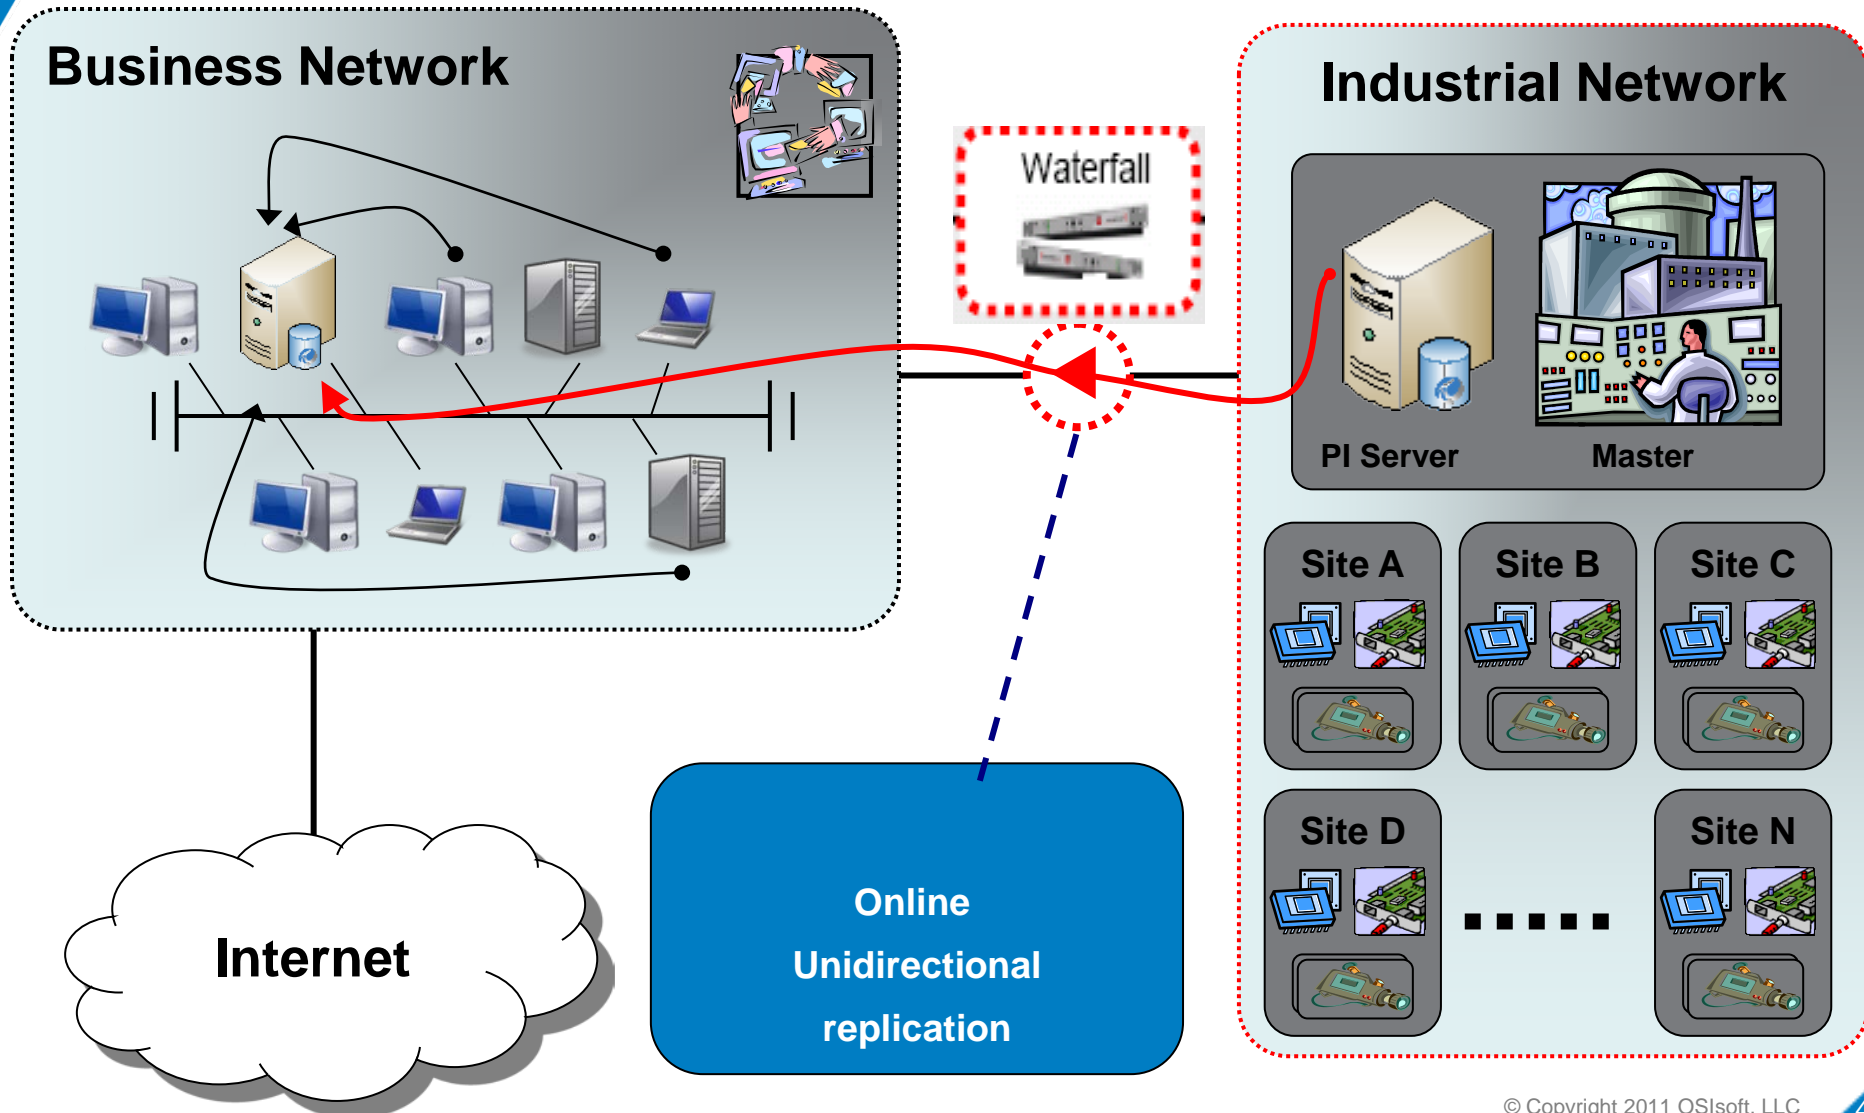 Business Network
Industrial Network
Waterfall
PI Server
Master
Site A
Site B
Site C
Site D
Site N
Internet
Online
Unidirectional
replication
© Copyright 2011 OSIsoft, LLC